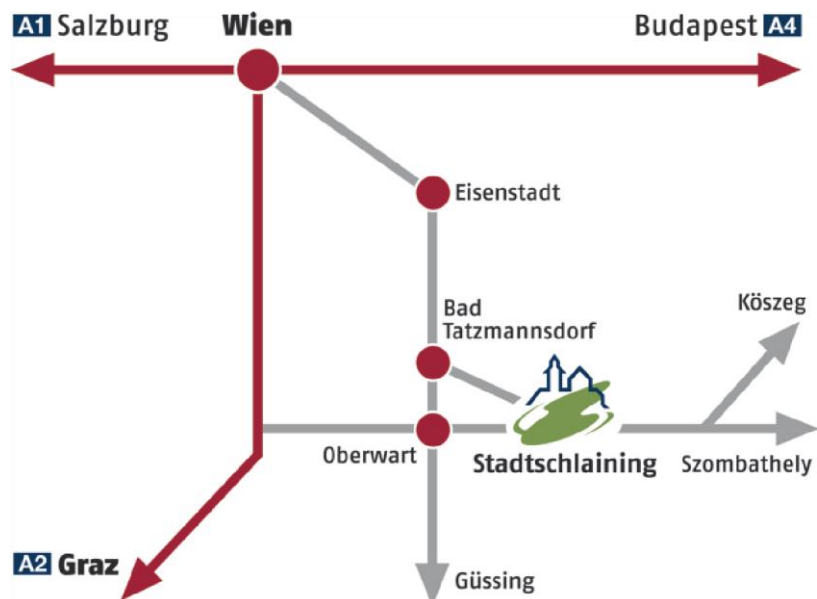 A1 Salzburg
Wien
Budapest A4
Eisenstadt
Köszeg
Bad
Tatzmannsdorf
Oberwart
Stadtschlaining
Szombathely
A2 Graz
Güssing